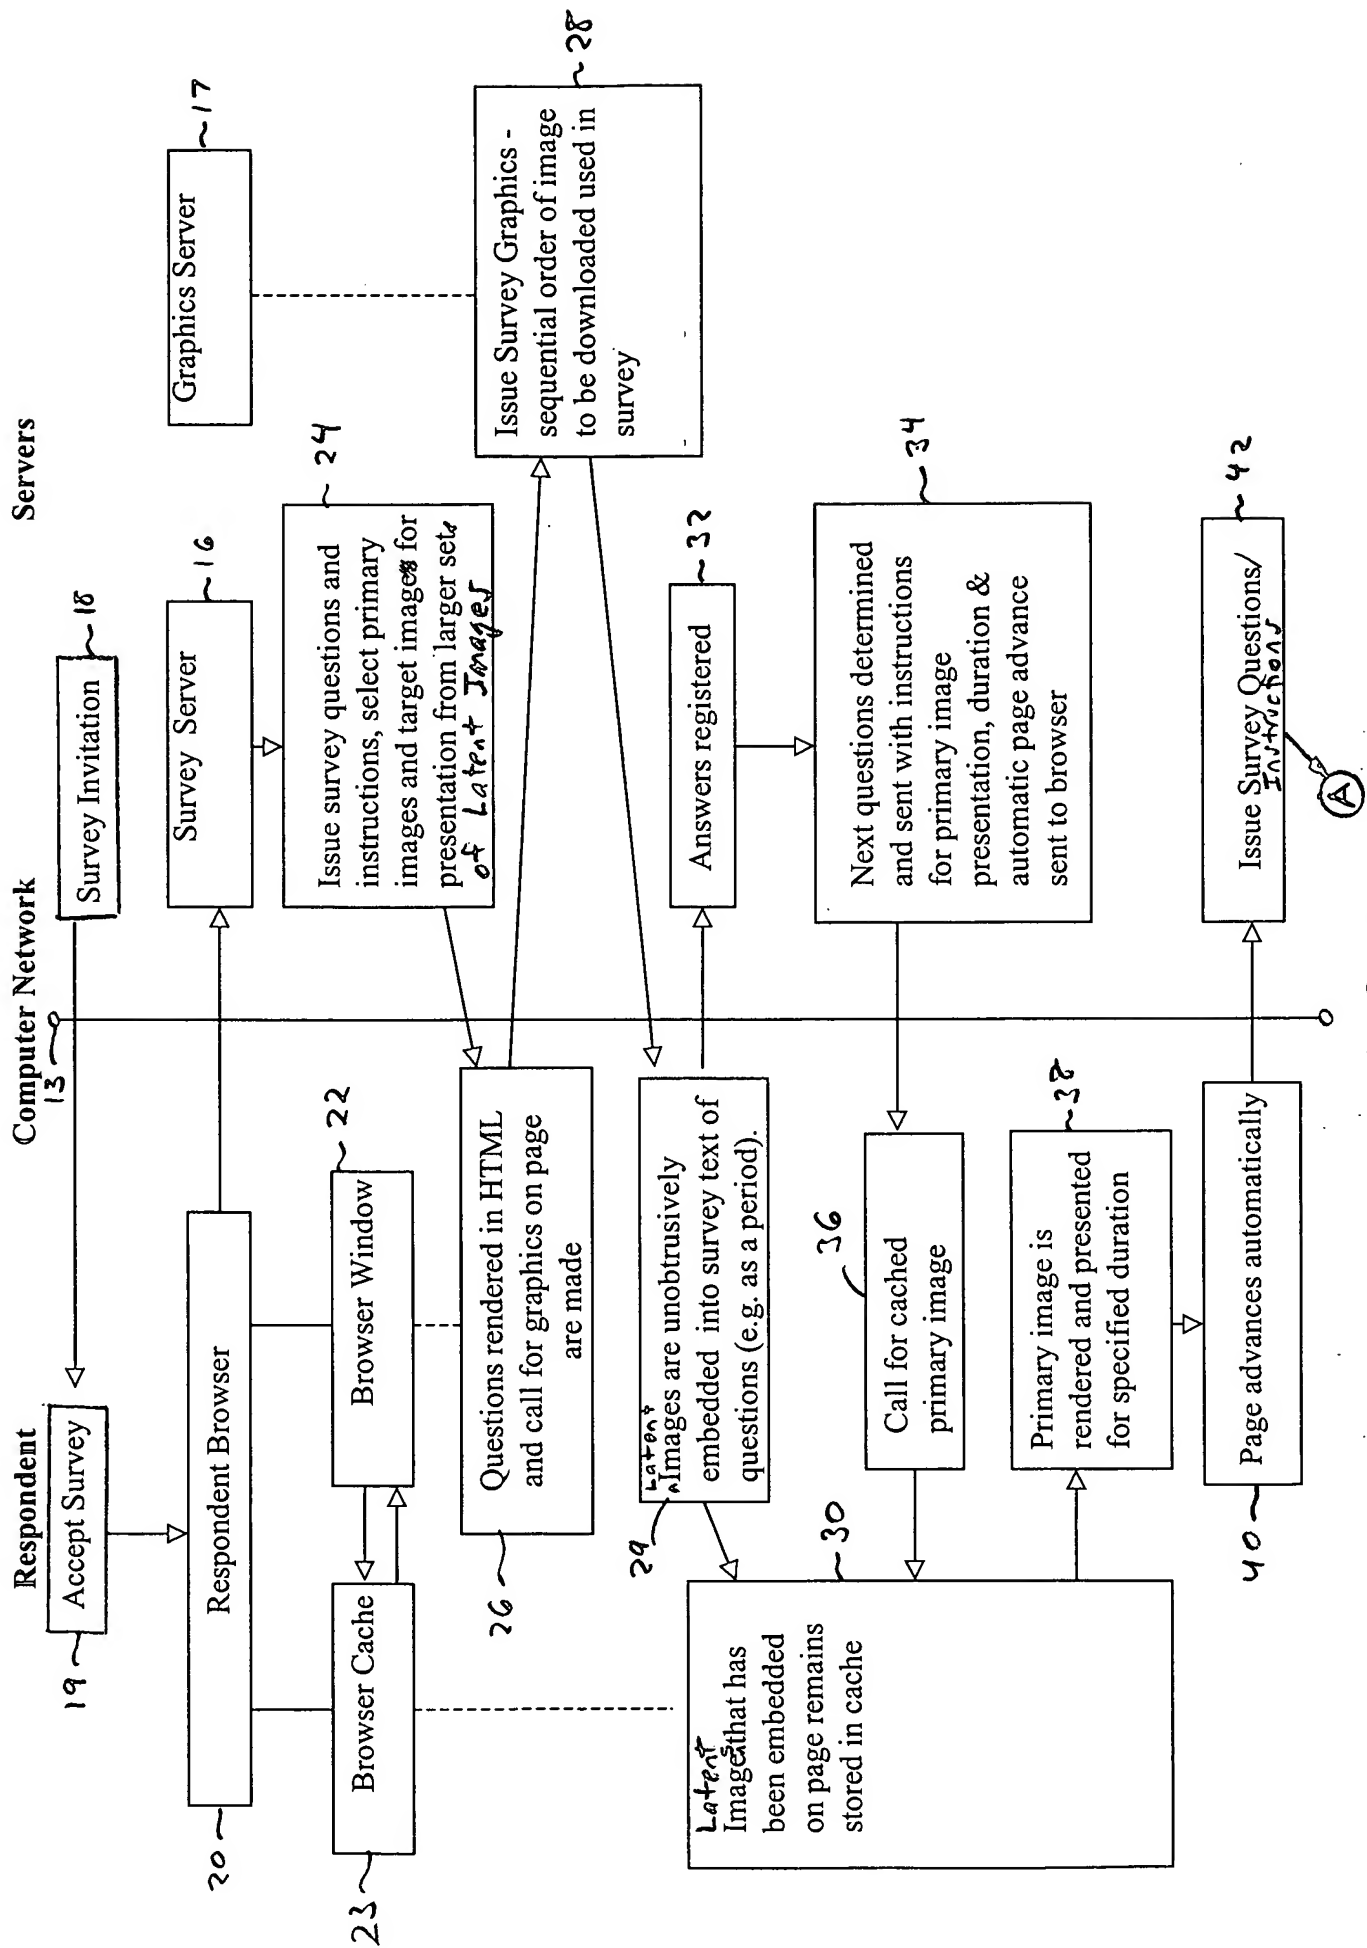 Respondent
Computer Network
Servers
13
Accept Survey
19
Survey Invitation
18
Respondent Browser
20
Survey Server
16
Graphics Server
17
Browser Cache
23
Browser Window
22
Issue survey questions and
instructions, select primary
images and target images for
presentation from larger sets
of Latent Images
24
Questions rendered in HTML
and call for graphics on page
are made
26
Issue Survey Graphics -
sequential order of image
to be downloaded used in
survey
28
Latent
Images are unobtrusively
embedded into survey text of
questions (e.g. as a period).
29
Answers registered
32
Latent
Images that has
been embedded
on page remains
stored in cache
30
Call for cached
primary image
36
Next questions determined
and sent with instructions
for primary image
presentation, duration &
automatic page advance
sent to browser
34
Primary image is
rendered and presented
for specified duration
38
Page advances automatically
40
Issue Survey Questions/
Instructions
42
A